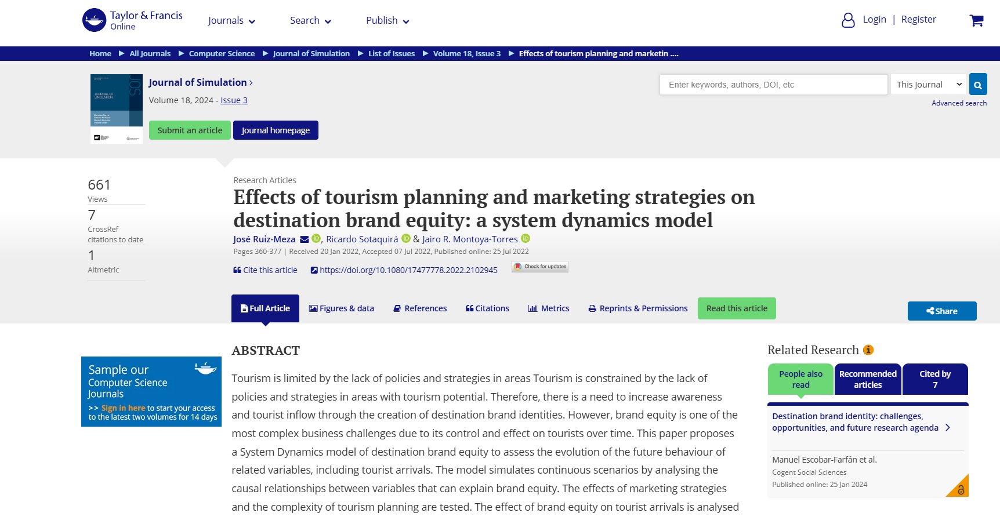 Taylor & Francis
Online
Journals
Search
Publish
Login | Register
Home
All Journals
Computer Science
Journal of Simulation
List of Issues
Volume 18, Issue 3
Effects of tourism planning and marketin ....
JOURNAL OF
SIMULATION
JOS
Journal of Simulation
Volume 18, 2024 - Issue 3
Submit an article
Journal homepage
Enter keywords, authors, DOI, etc
This Journal
Advanced search
661
Views
7
CrossRef
citations to date
1
Altmetric
Research Articles
Effects of tourism planning and marketing strategies on
destination brand equity: a system dynamics model
José Ruiz-Meza iD, Ricardo Sotaquirá iD & Jairo R. Montoya-Torres iD
Pages 360-377 | Received 20 Jan 2022, Accepted 07 Jul 2022, Published online: 25 Jul 2022
Cite this article
https://doi.org/10.1080/17477778.2022.2102945
Check for updates
Full Article
Figures & data
References
Citations
Metrics
Reprints & Permissions
Read this article
Share
Sample our
Computer Science
Journals
>> Sign in here to start your access
to the latest two volumes for 14 days
ABSTRACT
Tourism is limited by the lack of policies and strategies in areas Tourism is constrained by the lack of
policies and strategies in areas with tourism potential. Therefore, there is a need to increase awareness
and tourist inflow through the creation of destination brand identities. However, brand equity is one of the
most complex business challenges due to its control and effect on tourists over time. This paper proposes
a System Dynamics model of destination brand equity to assess the evolution of the future behaviour of
related variables, including tourist arrivals. The model simulates continuous scenarios by analysing the
causal relationships between variables that can explain brand equity. The effects of marketing strategies
and the complexity of tourism planning are tested. The effect of brand equity on tourist arrivals is analysed
Related Research
People also
read
Recommended
articles
Cited by
7
Destination brand identity: challenges,
opportunities, and future research agenda
Manuel Escobar-Farfán et al.
Cogent Social Sciences
Published online: 25 Jan 2024